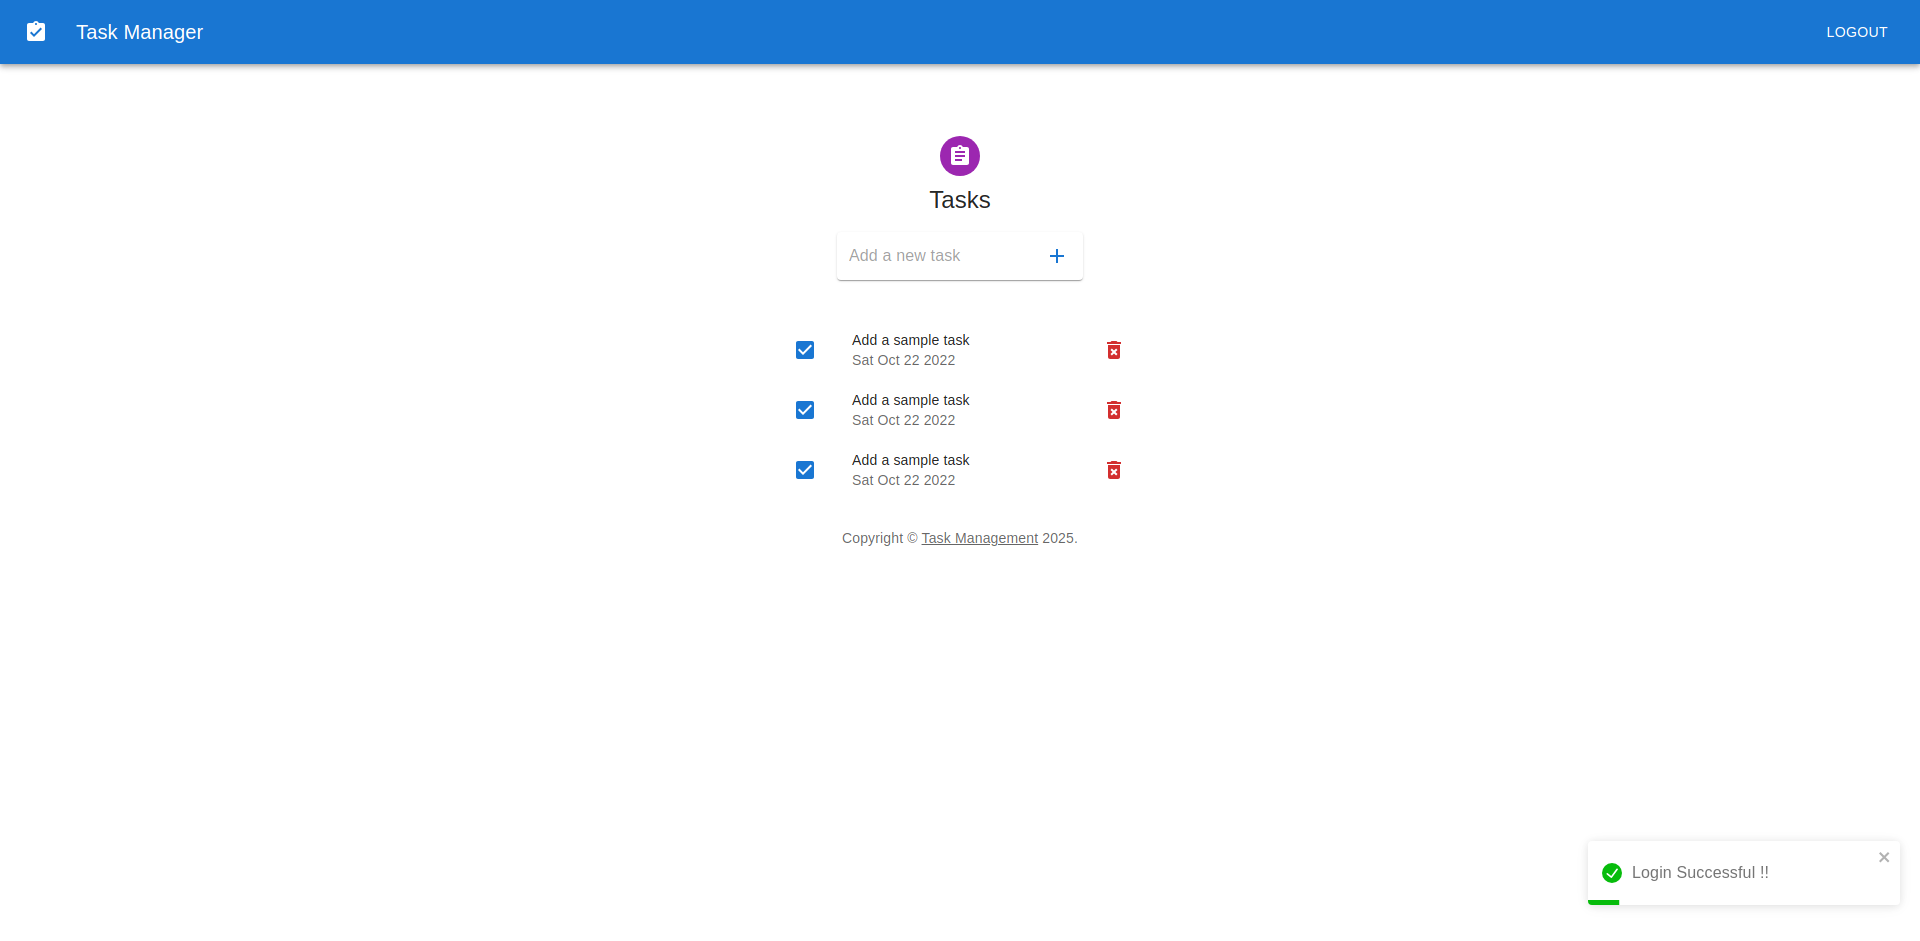 Task Manager
LOGOUT
Tasks
Add a new task
Add a sample task
Sat Oct 22 2022
Add a sample task
Sat Oct 22 2022
Add a sample task
Sat Oct 22 2022
Copyright © Task Management 2025.
Login Successful !!